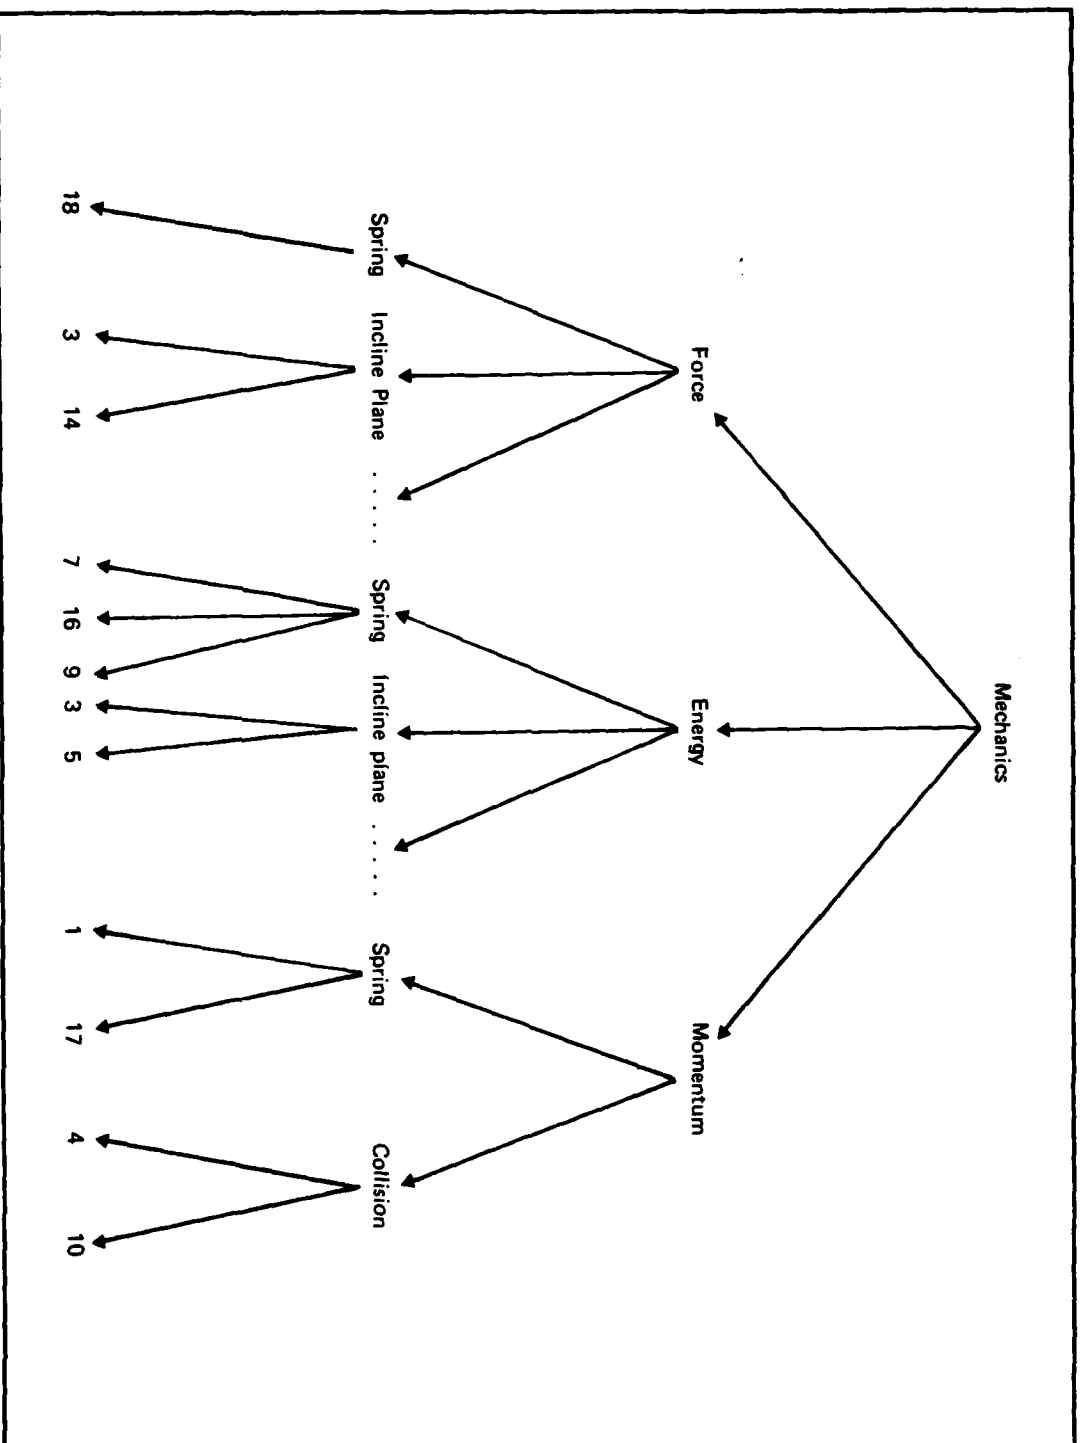 Mechanics
Force Energy Momentum
Spring Incline Plane . . . . . Spring Incline plane . . . . . Spring Collision
18 3 14 7 16 9 3 5 1 17 4 10